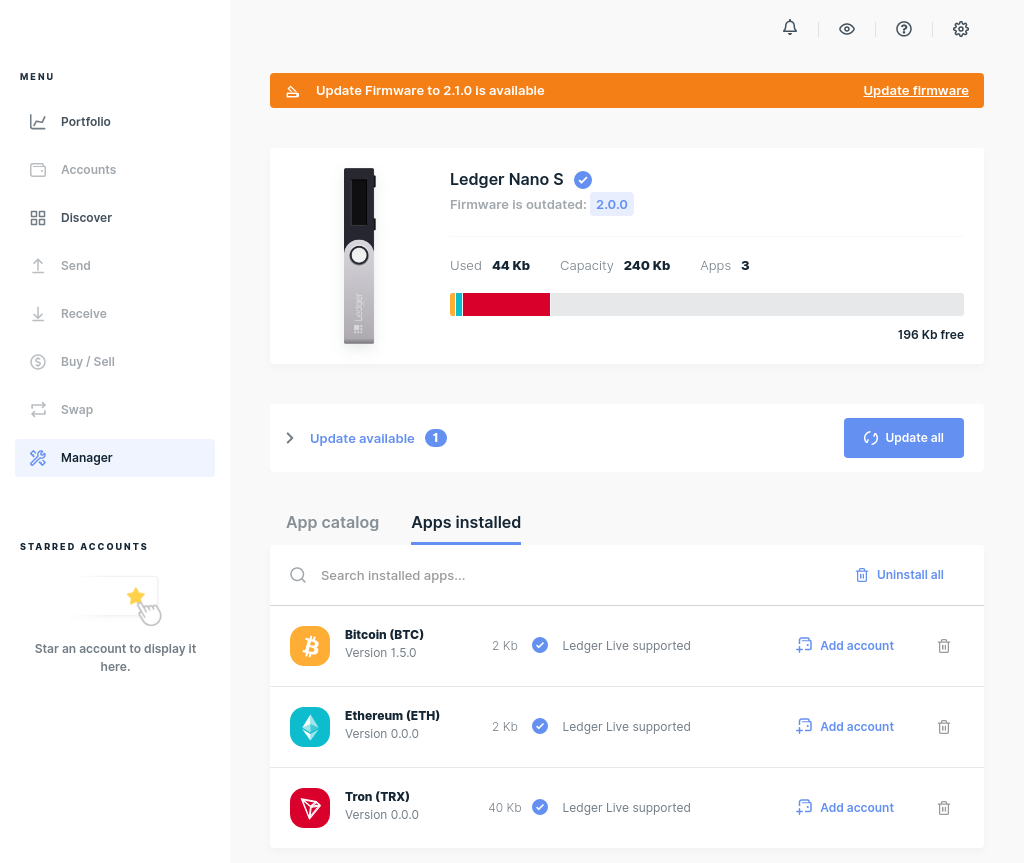 MENU
Portfolio
Accounts
Discover
Send
Receive
Buy / Sell
Swap
Manager
STARRED ACCOUNTS
Star an account to display it
here.
Update Firmware to 2.1.0 is available
Update firmware
Ledger
Ledger Nano S
Firmware is outdated: 2.0.0
Used 44 Kb Capacity 240 Kb Apps 3
196 Kb free
Update available 1
Update all
App catalog
Apps installed
Search installed apps...
Uninstall all
Bitcoin (BTC)
Version 1.5.0
2 Kb
Ledger Live supported
Add account
Ethereum (ETH)
Version 0.0.0
2 Kb
Ledger Live supported
Add account
Tron (TRX)
Version 0.0.0
40 Kb
Ledger Live supported
Add account